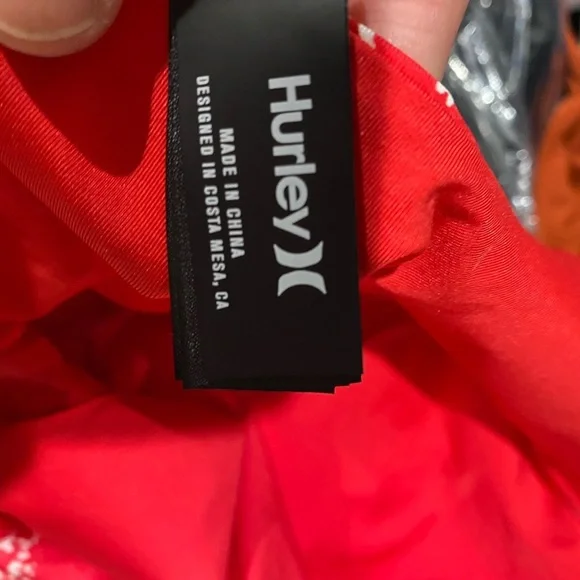 Hurley
MADE IN CHINA
DESIGNED IN COSTA MESA, CA